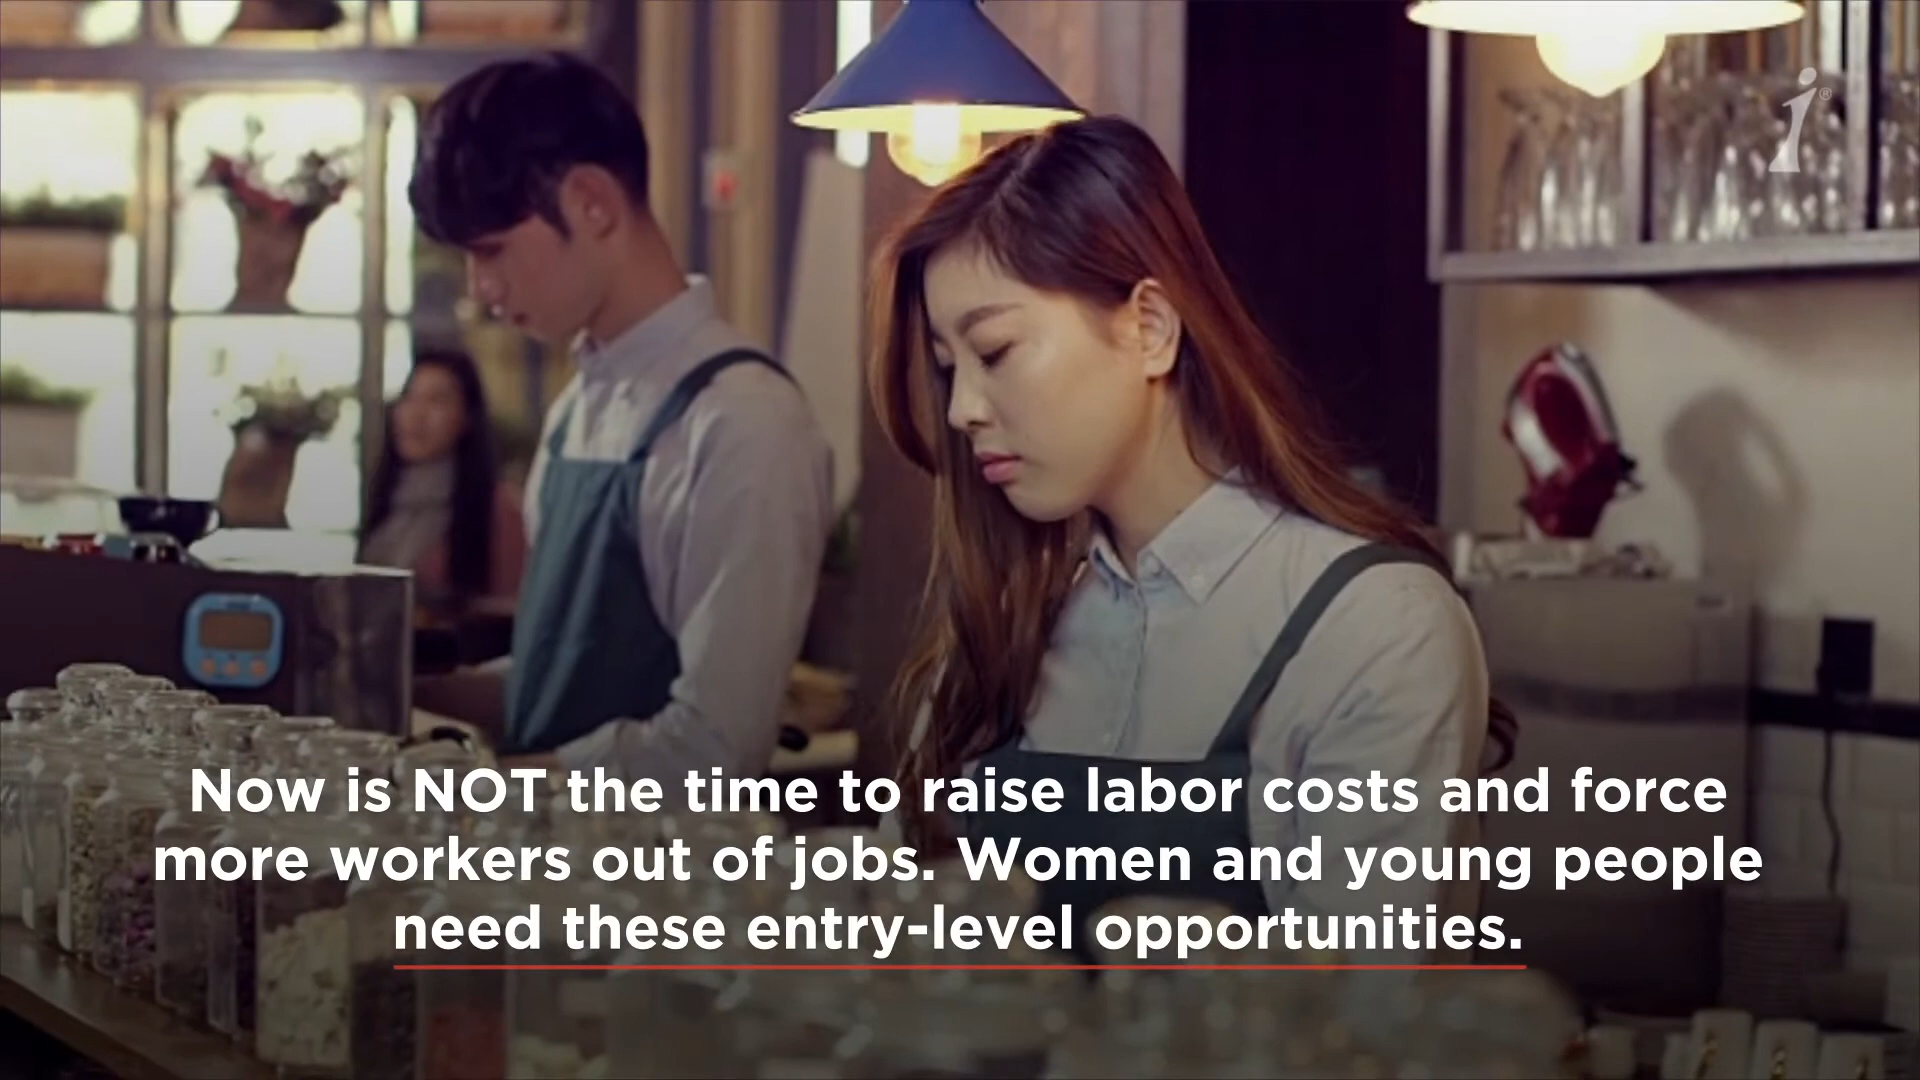 i®
Now is NOT the time to raise labor costs and force
more workers out of jobs. Women and young people
need these entry-level opportunities.